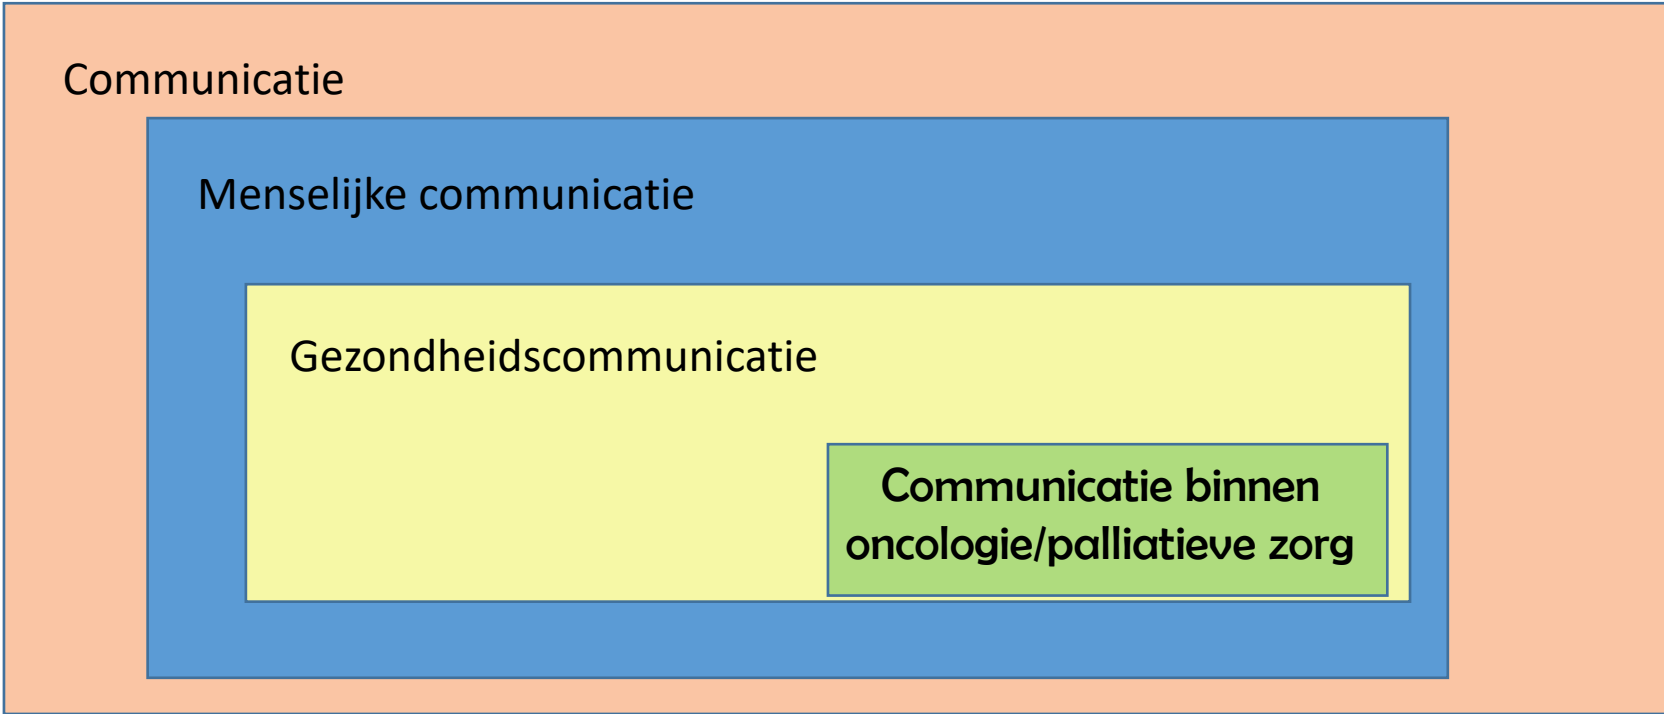 Communicatie
Menselijke communicatie
Gezondheidscommunicatie
Communicatie binnen
oncologie/palliatieve zorg